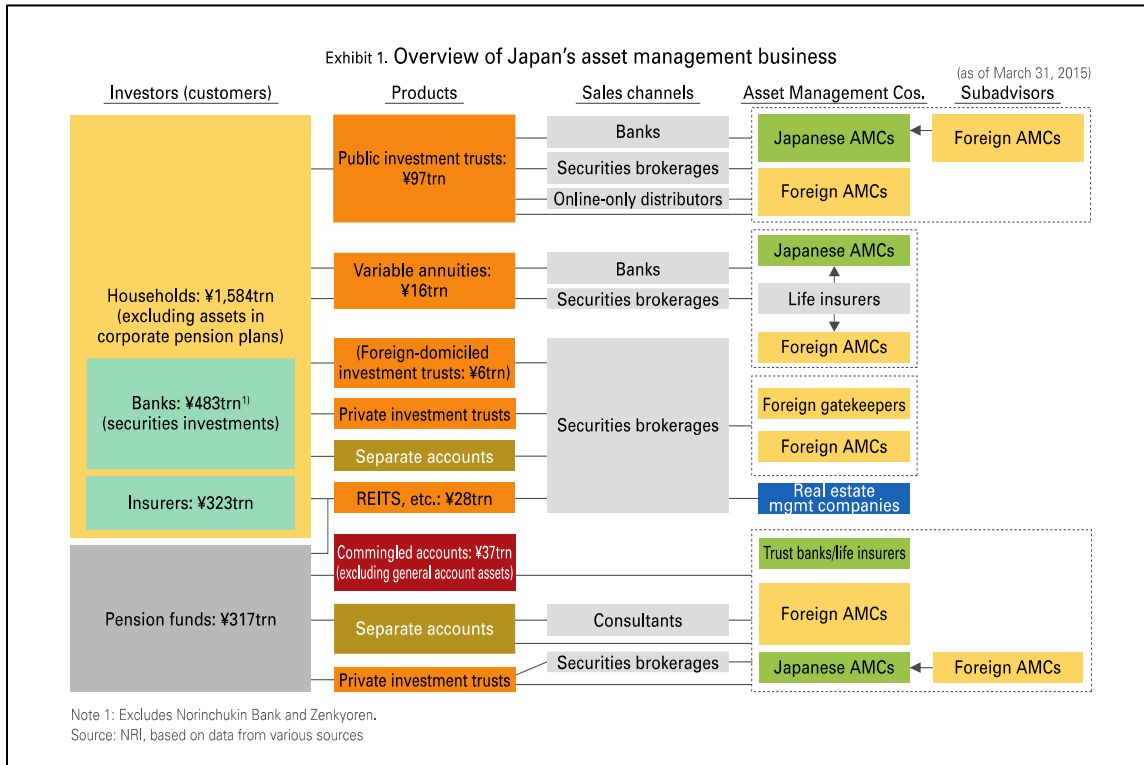 Exhibit 1. Overview of Japan's asset management business
(as of March 31, 2015)
Investors (customers)
Products
Sales channels
Asset Management Cos.
Subadvisors
Households: ¥1,584trn
(excluding assets in
corporate pension plans)
Banks: ¥483trn1)
(securities investments)
Insurers: ¥323trn
Pension funds: ¥317trn
Public investment trusts:
¥97trn
Variable annuities:
¥16trn
(Foreign-domiciled
investment trusts: ¥6trn)
Private investment trusts
Separate accounts
REITS, etc.: ¥28trn
Commingled accounts: ¥37trn
(excluding general account assets)
Separate accounts
Private investment trusts
Banks
Securities brokerages
Online-only distributors
Banks
Securities brokerages
Securities brokerages
Consultants
Securities brokerages
Japanese AMCs
Foreign AMCs
Japanese AMCs
Life insurers
Foreign AMCs
Foreign gatekeepers
Foreign AMCs
Real estate
mgmt companies
Trust banks/life insurers
Foreign AMCs
Japanese AMCs
Foreign AMCs
Foreign AMCs
Note 1: Excludes Norinchukin Bank and Zenkyoren.
Source: NRI, based on data from various sources